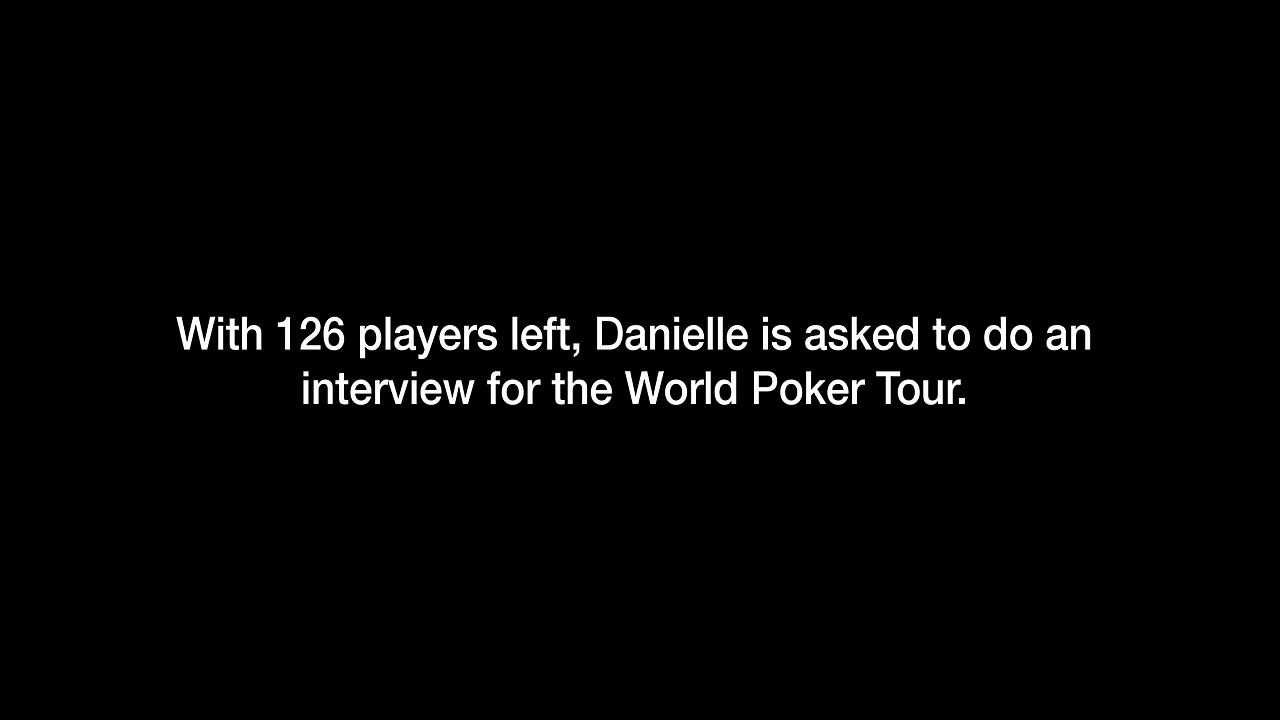 With 126 players left, Danielle is asked to do an
interview for the World Poker Tour.